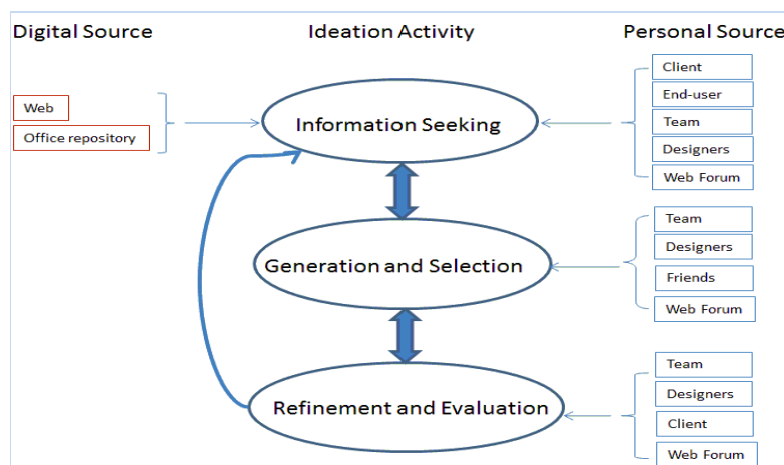 Digital Source
Ideation Activity
Personal Source
Web
Office repository
Information Seeking
Client
End-user
Team
Designers
Web Forum
Generation and Selection
Team
Designers
Friends
Web Forum
Refinement and Evaluation
Team
Designers
Client
Web Forum